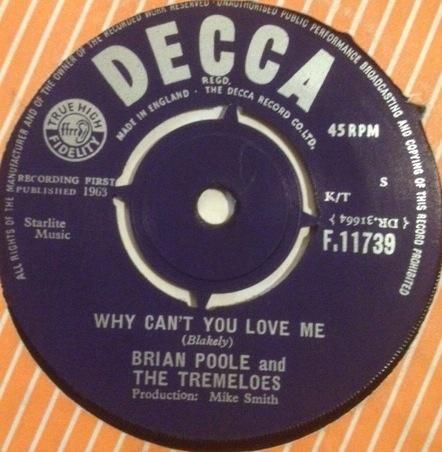 ALL RIGHTS OF THE MANUFACTURER AND OF THE OWNER OF THE RECORDED WORK RESERVED · UNAUTHORISED PUBLIC PERFORMANCE BROADCASTING AND COPYING OF THIS RECORD PROHIBITED
DECCA
REGD.
MADE IN ENGLAND · THE DECCA RECORD CO. LTD.
TRUE HIGH
ffrr
FIDELITY
45 RPM
RECORDING FIRST
PUBLISHED 1963
S
K/T
Starlite
Music
{ DR.31664 }
F.11739
WHY CAN'T YOU LOVE ME
(Blakely)
BRIAN POOLE and
THE TREMELOES
Production: Mike Smith